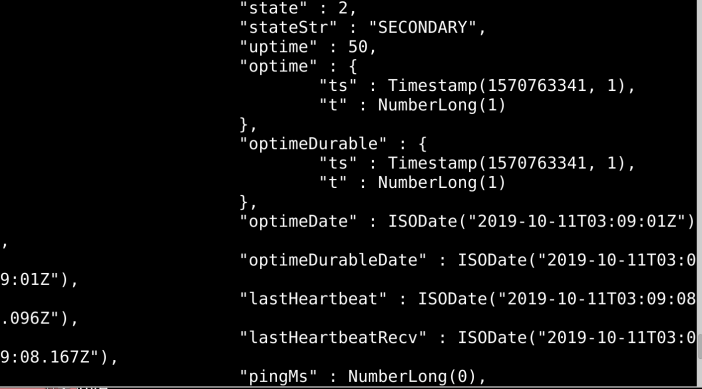 "state" : 2,
"stateStr" : "SECONDARY",
"uptime" : 50,
"optime" : {
"ts" : Timestamp(1570763341, 1),
"t" : NumberLong(1)
},
"optimeDurable" : {
"ts" : Timestamp(1570763341, 1),
"t" : NumberLong(1)
},
"optimeDate" : ISODate("2019-10-11T03:09:01Z")
,
"optimeDurableDate" : ISODate("2019-10-11T03:0
9:01Z"),
"lastHeartbeat" : ISODate("2019-10-11T03:09:08
.096Z"),
"lastHeartbeatRecv" : ISODate("2019-10-11T03:0
9:08.167Z"),
"pingMs" : NumberLong(0),